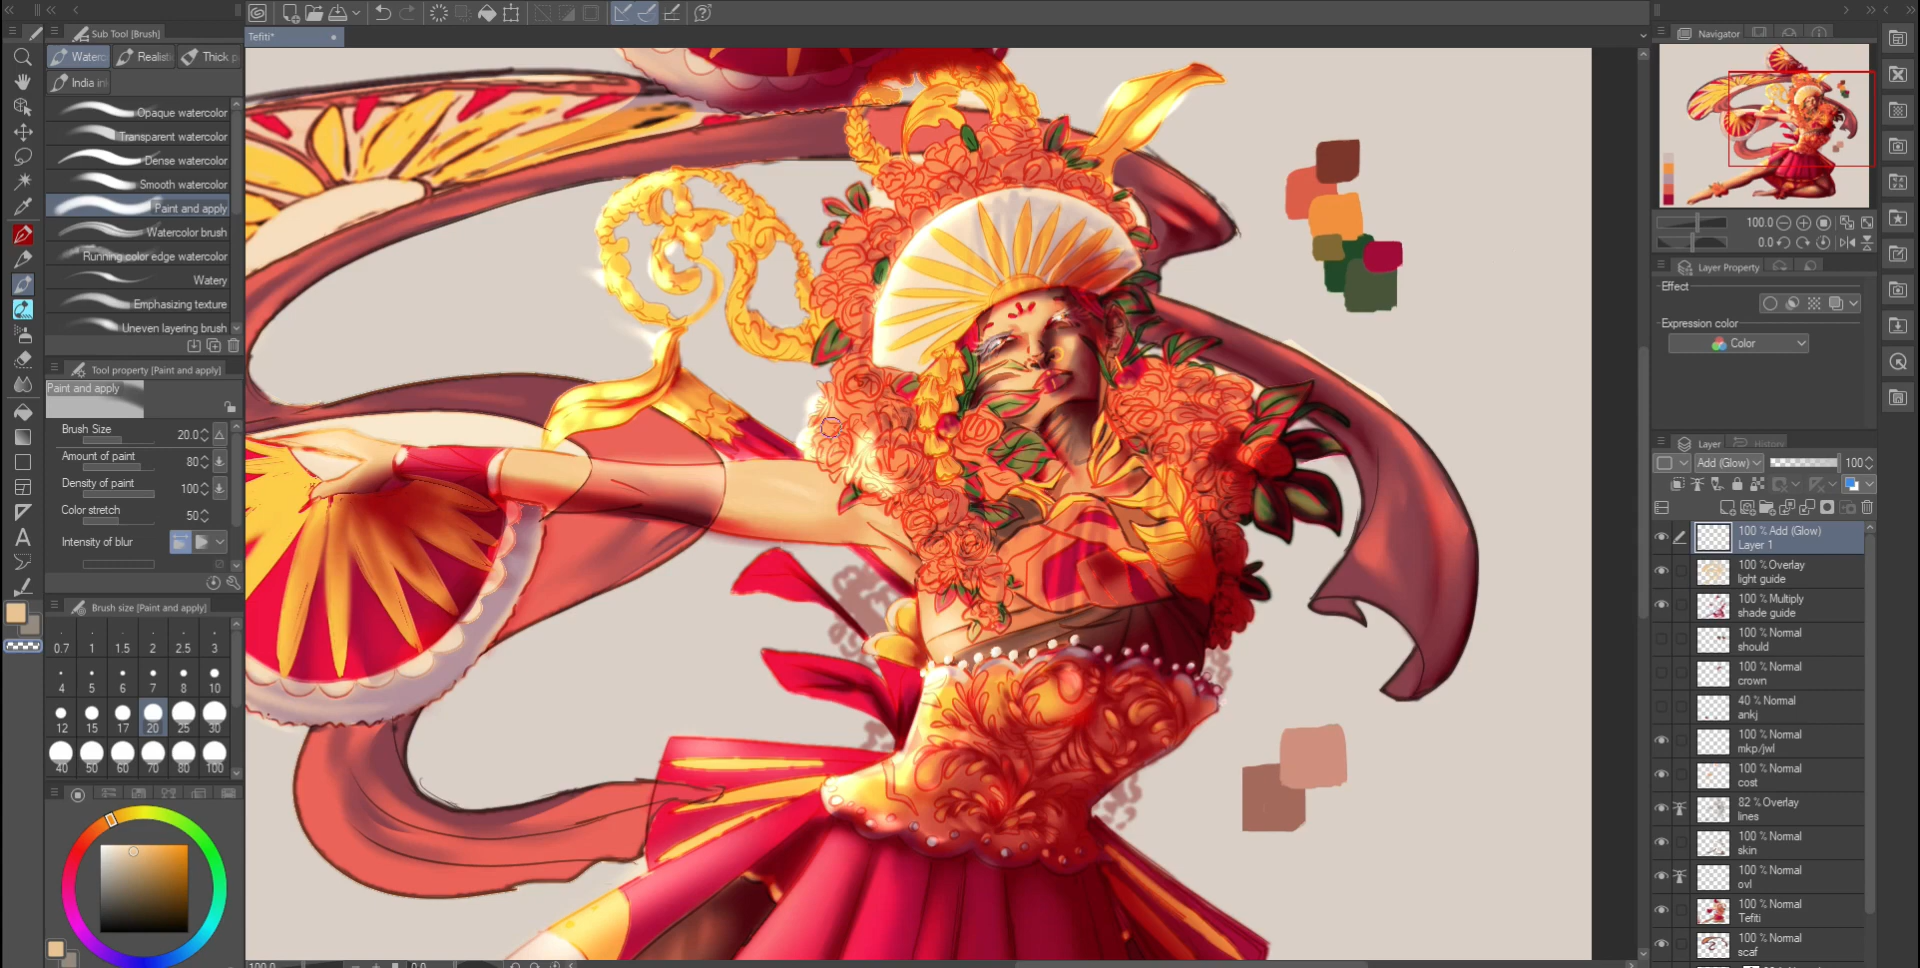 Sub Tool [Brush]
Waterc
Realist
Thick p
India in
Opaque watercolor
Transparent watercolor
Dense watercolor
Smooth watercolor
Paint and apply
Watercolor brush
Running color edge watercolor
Watery
Emphasizing texture
Uneven layering brush
Tool property [Paint and apply]
Paint and apply
Brush Size 20.0
Amount of paint 80
Density of paint 100
Color stretch 50
Intensity of blur
Brush size [Paint and apply]
0.7 1 1.5 2 2.5 3
4 5 6 7 8 10
12 15 17 20 25 30
40 50 60 70 80 100
Tefiti*
100.0 0.0
Navigator
100.0
0.0
Layer Property
Effect
Expression color
Color
Layer History
Add (Glow) 100
100 % Add (Glow)
Layer 1
100 % Overlay
light guide
100 % Multiply
shade guide
100 % Normal
should
100 % Normal
crown
40 % Normal
ankj
100 % Normal
mkp/jwl
100 % Normal
cost
82 % Overlay
lines
100 % Normal
skin
100 % Normal
ovl
100 % Normal
Tefiti
100 % Normal
scaf